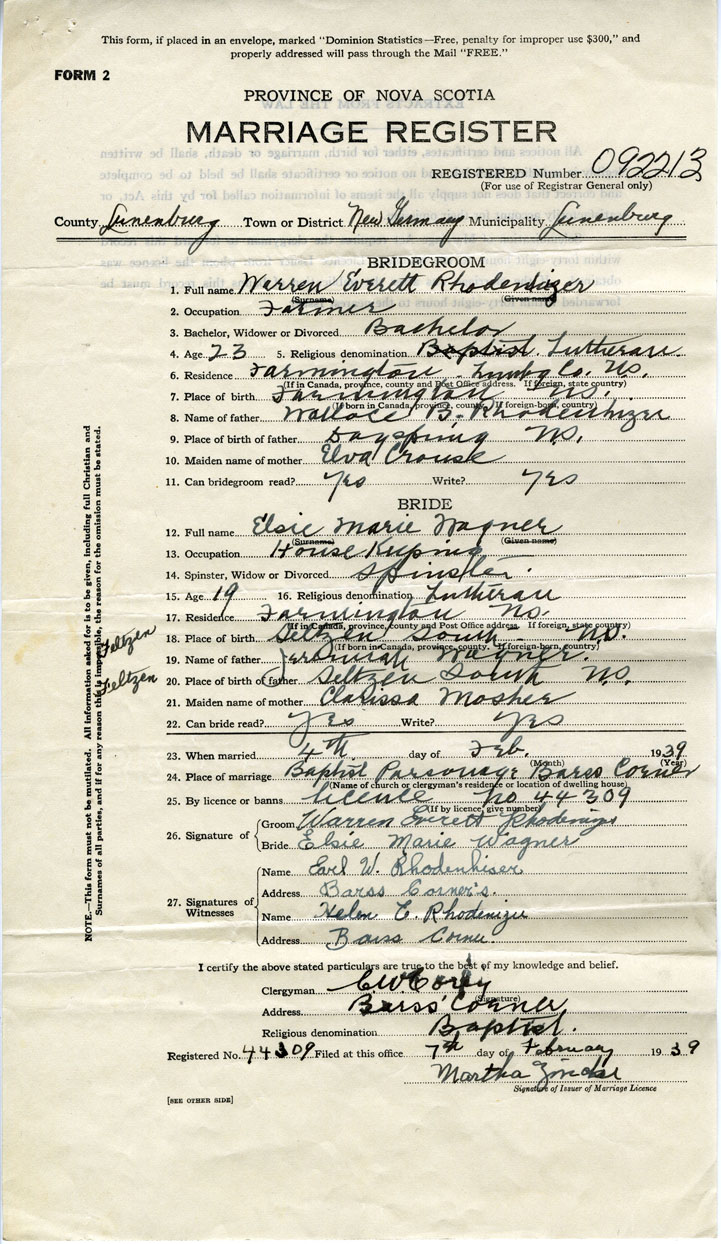 This form, if placed in an envelope, marked "Dominion Statistics—Free, penalty for improper use $300," and
properly addressed will pass through the Mail "FREE."
FORM 2
PROVINCE OF NOVA SCOTIA
MARRIAGE REGISTER
REGISTERED Number 092213
(For use of Registrar General only)
County Lunenburg Town or District New Germany Municipality Lunenburg
BRIDEGROOM
1. Full name Warren Everett Rhodenizer
(Surname) (Given name)
2. Occupation Farmer
3. Bachelor, Widower or Divorced Bachelor
4. Age 23 5. Religious denomination Baptist. Lutheran.
6. Residence Farmington Lunbg Co. N.S.
(If in Canada, province, county and Post Office address. If foreign, state country)
7. Place of birth Farmington N.S.
(If born in Canada, province, county. If foreign-born, country)
8. Name of father Wallace B. Rhodenhizer
9. Place of birth of father Dayspring N.S.
10. Maiden name of mother Elva Crouse
11. Can bridegroom read? Yes Write? Yes
BRIDE
12. Full name Elsie Marie Wagner
(Surname) (Given name)
13. Occupation House Keeping
14. Spinster, Widow or Divorced Spinster.
15. Age 19 16. Religious denomination Lutheran
17. Residence Farmington N.S.
(If in Canada, province, county and Post Office address. If foreign, state country)
18. Place of birth Feltzen South N.S.
(If born in Canada, province, county. If foreign-born, country)
19. Name of father Jeremiah Wagner.
20. Place of birth of father Feltzen South N.S.
21. Maiden name of mother Clarissa Mosher
22. Can bride read? Yes Write? Yes
23. When married 4th day of Feb. 1939
(Month) (Year)
24. Place of marriage Baptist Parsonage Barss Corner
(Name of church or clergyman's residence or location of dwelling house)
25. By licence or banns licence No 44309
(If by licence, give number)
26. Signature of
Groom Warren Everett Rhodenizer
Bride Elsie Marie Wagner
27. Signatures of Witnesses
Name Earl W. Rhodenhiser
Address Barss Corner's.
Name Helen E. Rhodenizer
Address Barss Corner.
I certify the above stated particulars are true to the best of my knowledge and belief.
Clergyman C W Corey
(Signature)
Address Barss' Corner
Religious denomination Baptist.
Registered No. 44309 Filed at this office 7th day of February 1939
Martha
Signature of Issuer of Marriage Licence
[SEE OTHER SIDE]
NOTE.—This form must not be mutilated. All information asked for is to be given, including full Christian and
Surnames of all parties, and if for any reason this is impossible, the reason for the omission must be stated.
Feltzen
Feltzen